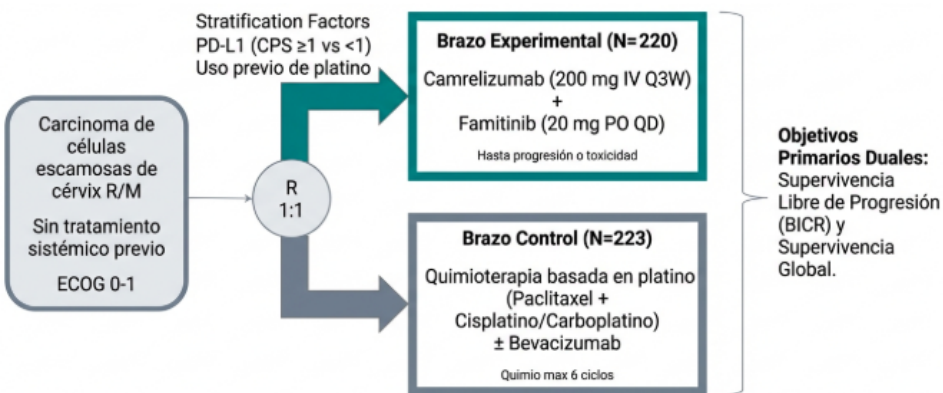 Stratification Factors
PD-L1 (CPS ≥1 vs <1)
Uso previo de platino
Carcinoma de
células
escamosas de
cérvix R/M
Sin tratamiento
sistémico previo
ECOG 0-1
R
1:1
Brazo Experimental (N=220)
Camrelizumab (200 mg IV Q3W)
+
Famitinib (20 mg PO QD)
Hasta progresión o toxicidad
Brazo Control (N=223)
Quimioterapia basada en platino
(Paclitaxel +
Cisplatino/Carboplatino)
± Bevacizumab
Quimio max 6 ciclos
Objetivos
Primarios Duales:
Supervivencia
Libre de Progresión
(BICR) y
Supervivencia
Global.